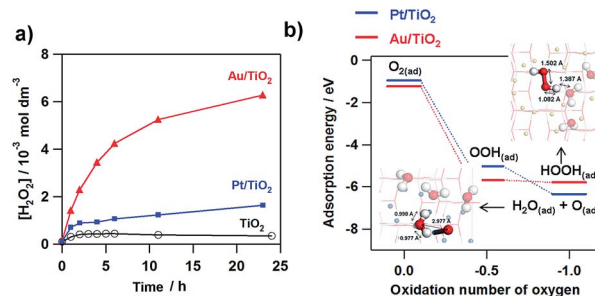 a)
[H₂O₂] / 10⁻³ mol dm⁻³
8
6
4
2
0
Au/TiO₂
Pt/TiO₂
TiO₂
0 5 10 15 20 25
Time / h
b)
Pt/TiO₂
Au/TiO₂
Adsorption energy / eV
0
-2
-4
-6
-8
O₂(ad)
OOH(ad)
HOOH(ad)
H₂O(ad) + O(ad)
1.502 A
1.387 A
1.082 A
0.998 A
2.977 A
0.977 A
0.0 -0.5 -1.0
Oxidation number of oxygen